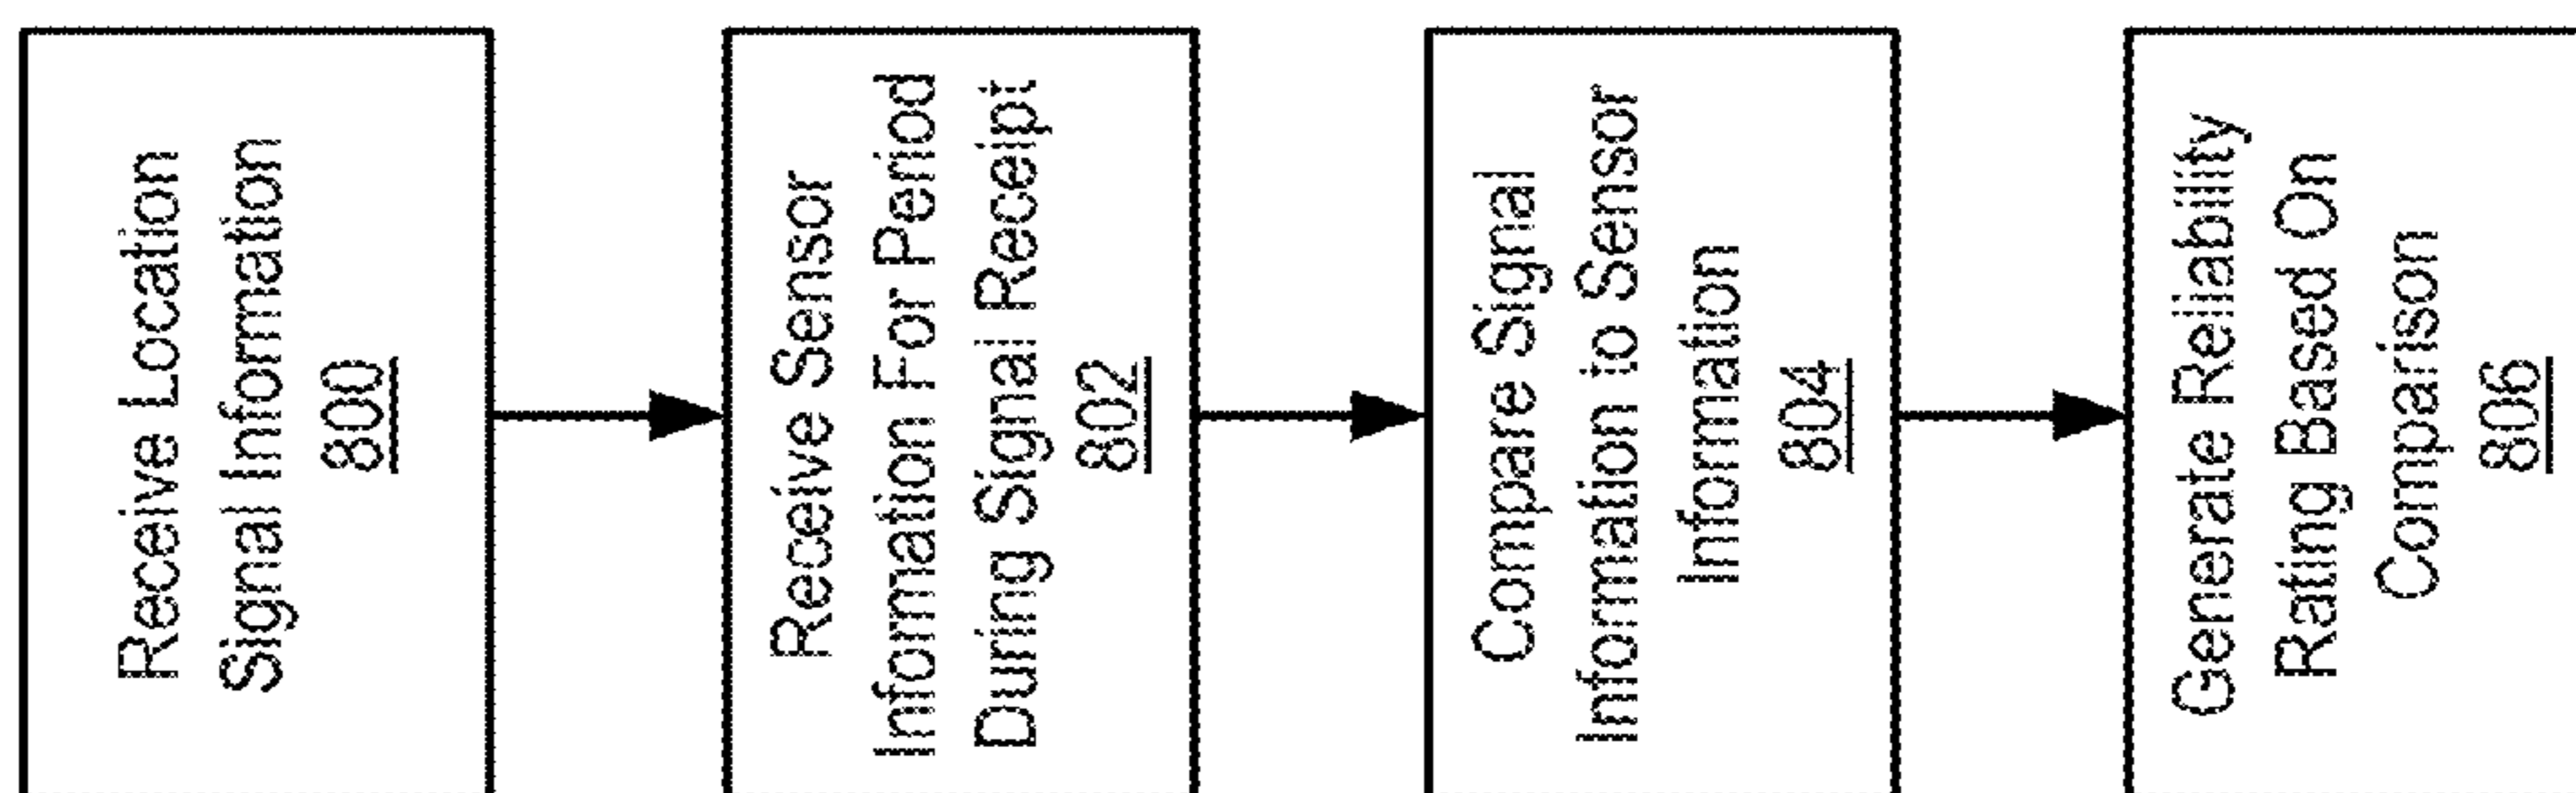 Receive Location
Signal Information
800
Receive Sensor
Information For Period
During Signal Receipt
802
Compare Signal
Information to Sensor
Information
804
Generate Reliability
Rating Based On
Comparison
806